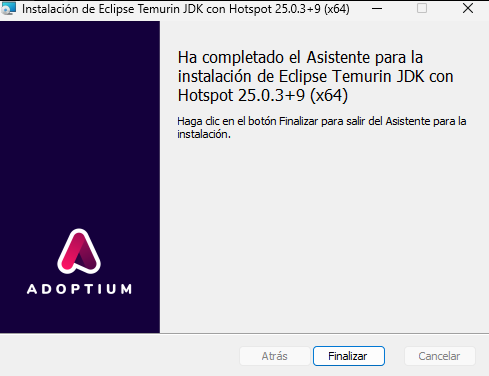 Instalación de Eclipse Temurin JDK con Hotspot 25.0.3+9 (x64)
Ha completado el Asistente para la
instalación de Eclipse Temurin JDK con
Hotspot 25.0.3+9 (x64)
Haga clic en el botón Finalizar para salir del Asistente para la
instalación.
ADOPTIUM
Atrás
Finalizar
Cancelar